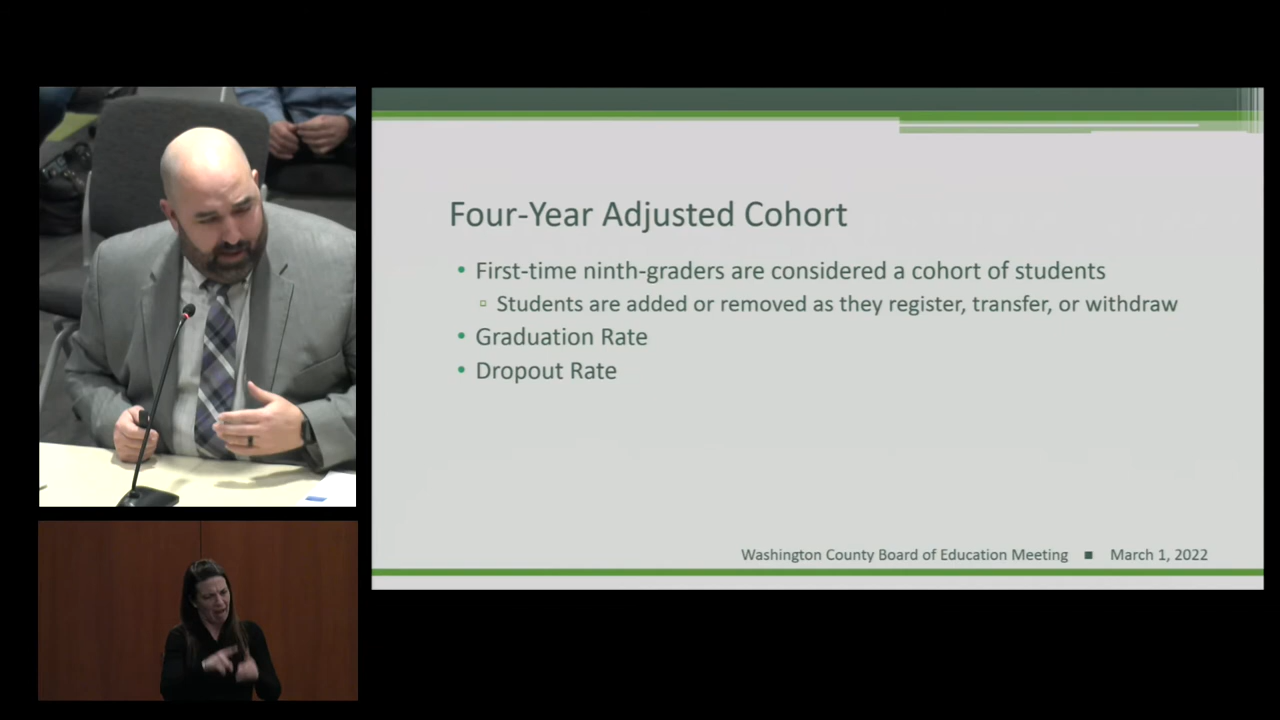 Four-Year Adjusted Cohort
• First-time ninth-graders are considered a cohort of students
▫ Students are added or removed as they register, transfer, or withdraw
• Graduation Rate
• Dropout Rate
Washington County Board of Education Meeting ■ March 1, 2022